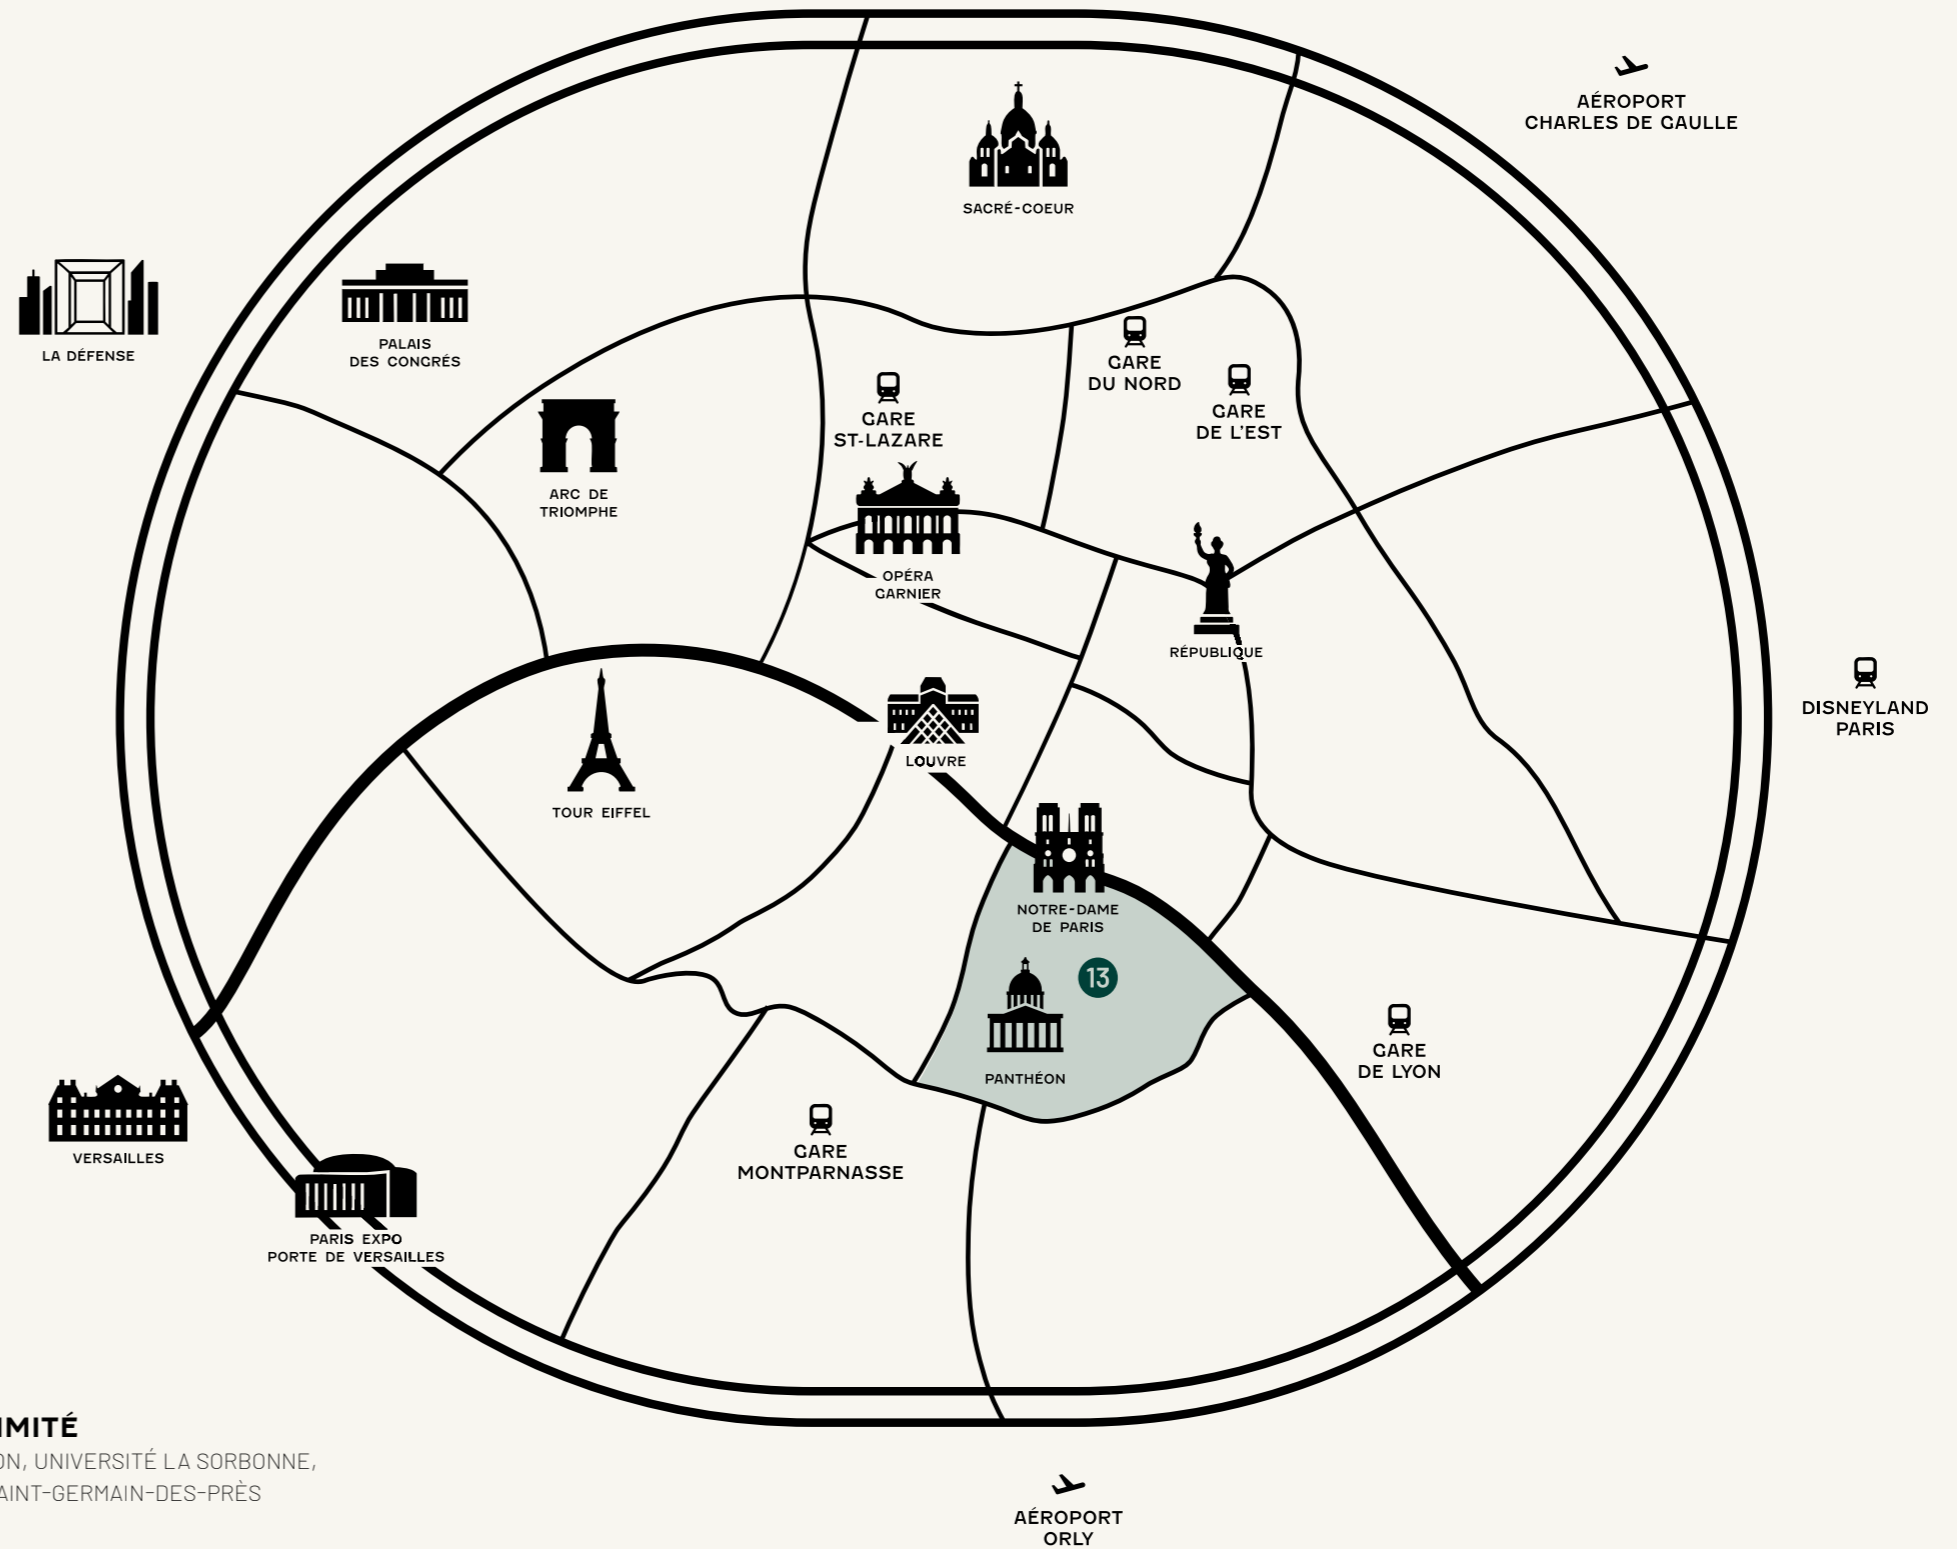 AÉROPORT
CHARLES DE GAULLE
SACRÉ-COEUR
LA DÉFENSE
PALAIS
DES CONGRÉS
GARE
DU NORD
GARE
ST-LAZARE
GARE
DE L'EST
ARC DE
TRIOMPHE
OPÉRA
GARNIER
RÉPUBLIQUE
DISNEYLAND
PARIS
LOUVRE
TOUR EIFFEL
NOTRE-DAME
DE PARIS
13
PANTHÉON
GARE
DE LYON
GARE
MONTPARNASSE
VERSAILLES
PARIS EXPO
PORTE DE VERSAILLES
IMITÉ
ON, UNIVERSITÉ LA SORBONNE,
AINT-GERMAIN-DES-PRÈS
AÉROPORT
ORLY